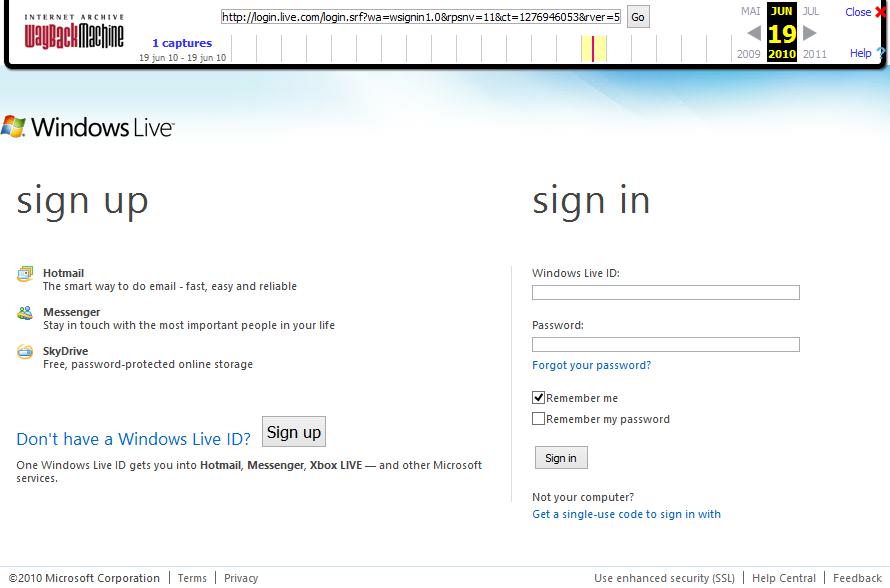 INTERNET ARCHIVE
WayBackMachine
http://login.live.com/login.srf?wa=wsignin1.0&rpsnv=11&ct=1276946053&rver=5
Go
1 captures
19 jun 10 - 19 jun 10
MAI JUN JUL
19
2009 2010 2011
Close
Help ?
Windows Live™
sign up
Hotmail
The smart way to do email - fast, easy and reliable
Messenger
Stay in touch with the most important people in your life
SkyDrive
Free, password-protected online storage
Don't have a Windows Live ID? Sign up
One Windows Live ID gets you into Hotmail, Messenger, Xbox LIVE — and other Microsoft
services.
sign in
Windows Live ID:
Password:
Forgot your password?
Remember me
Remember my password
Sign in
Not your computer?
Get a single-use code to sign in with
©2010 Microsoft Corporation | Terms | Privacy
Use enhanced security (SSL) | Help Central | Feedback